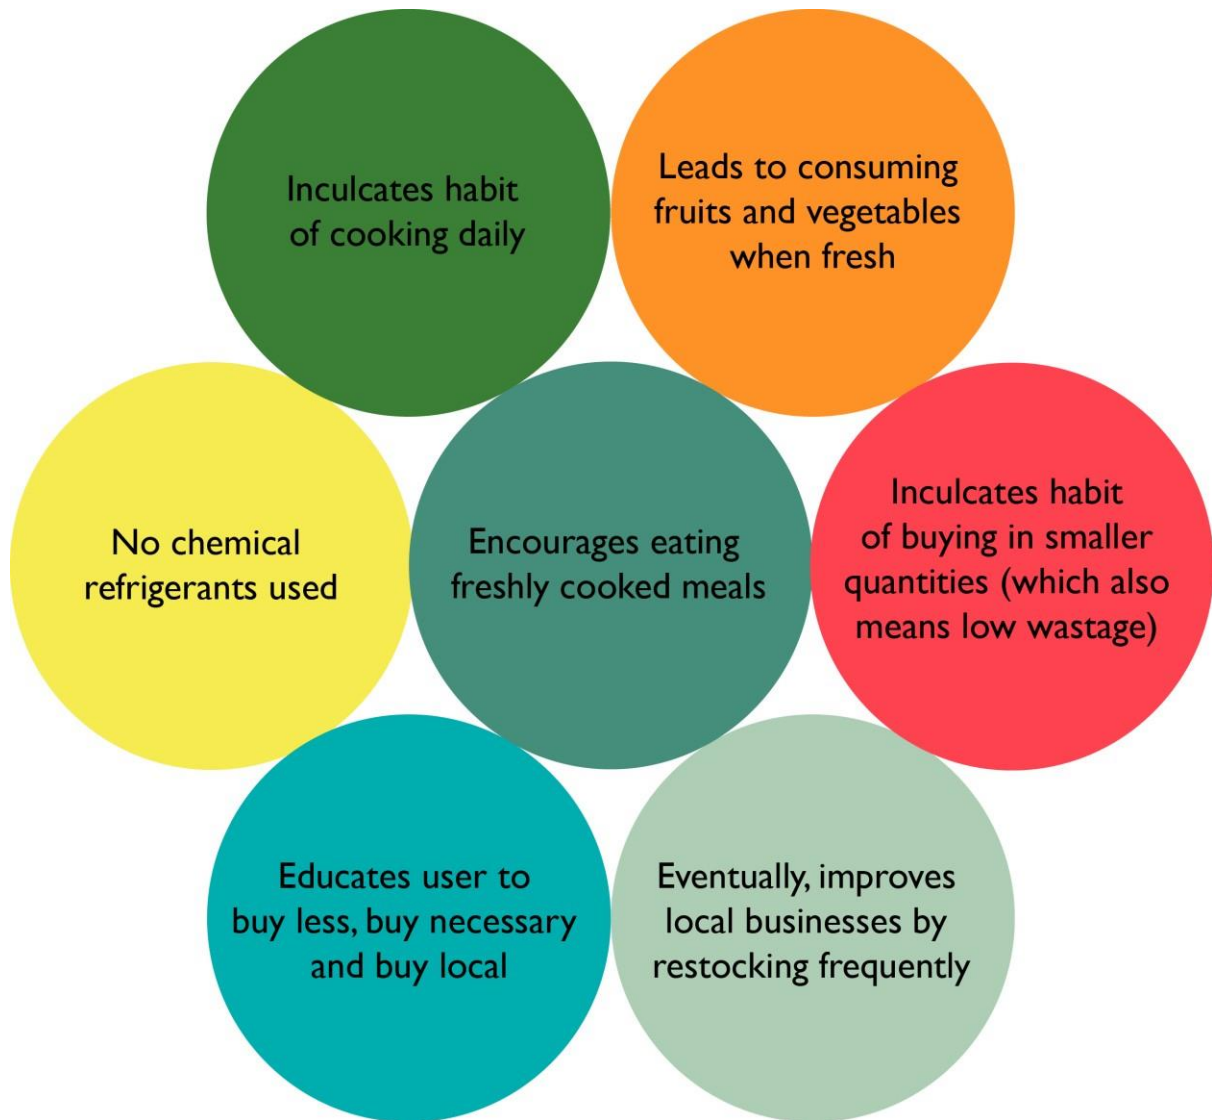 Inculcates habit
of cooking daily
Leads to consuming
fruits and vegetables
when fresh
No chemical
refrigerants used
Encourages eating
freshly cooked meals
Inculcates habit
of buying in smaller
quantities (which also
means low wastage)
Educates user to
buy less, buy necessary
and buy local
Eventually, improves
local businesses by
restocking frequently